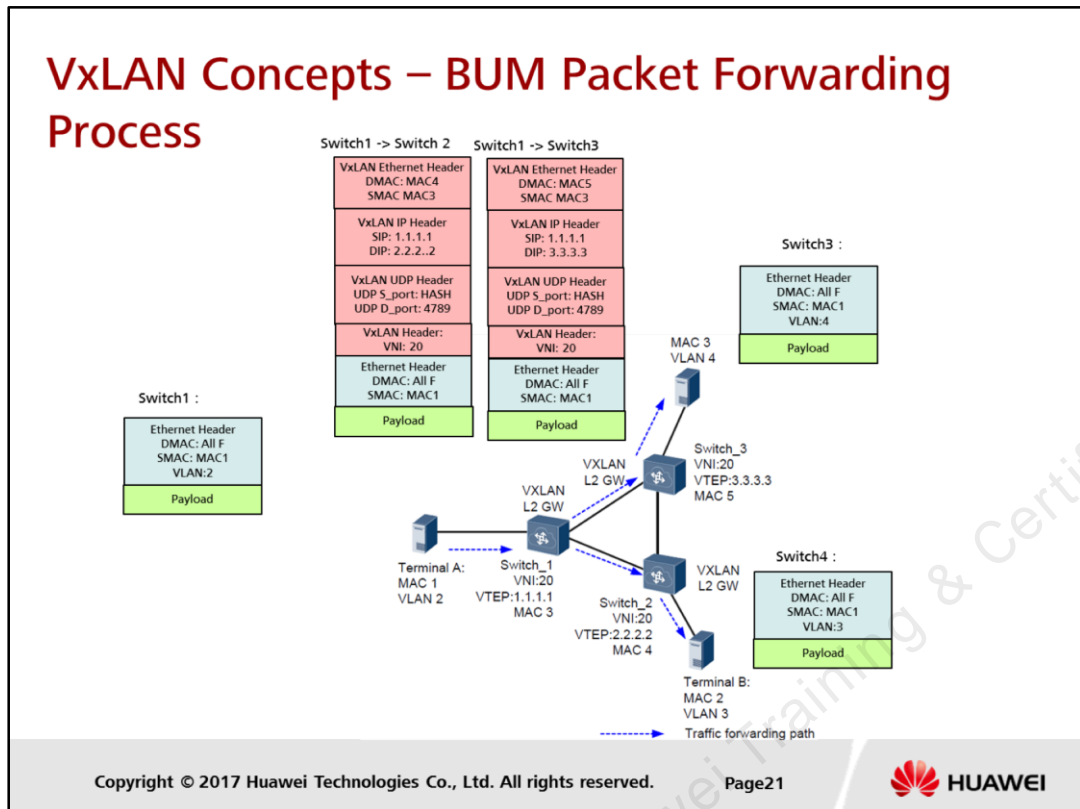 VxLAN Concepts – BUM Packet Forwarding
Process
Switch1 -> Switch 2
VxLAN Ethernet Header
DMAC: MAC4
SMAC MAC3
VxLAN IP Header
SIP: 1.1.1.1
DIP: 2.2.2..2
VxLAN UDP Header
UDP S_port: HASH
UDP D_port: 4789
VxLAN Header:
VNI: 20
Ethernet Header
DMAC: All F
SMAC: MAC1
Payload
Switch1 -> Switch3
VxLAN Ethernet Header
DMAC: MAC5
SMAC MAC3
VxLAN IP Header
SIP: 1.1.1.1
DIP: 3.3.3.3
VxLAN UDP Header
UDP S_port: HASH
UDP D_port: 4789
VxLAN Header:
VNI: 20
Ethernet Header
DMAC: All F
SMAC: MAC1
Payload
Switch3 :
Ethernet Header
DMAC: All F
SMAC: MAC1
VLAN:4
Payload
Switch1 :
Ethernet Header
DMAC: All F
SMAC: MAC1
VLAN:2
Payload
MAC 3
VLAN 4
Switch_3
VNI:20
VTEP:3.3.3.3
MAC 5
VXLAN
L2 GW
VXLAN
L2 GW
Terminal A:
MAC 1
VLAN 2
Switch_1
VNI:20
VTEP:1.1.1.1
MAC 3
VXLAN
L2 GW
Switch_2
VNI:20
VTEP:2.2.2.2
MAC 4
Switch4 :
Ethernet Header
DMAC: All F
SMAC: MAC1
VLAN:3
Payload
Terminal B:
MAC 2
VLAN 3
Traffic forwarding path
Training &
Copyright © 2017 Huawei Technologies Co., Ltd. All rights reserved.
Page21
HUAWEI